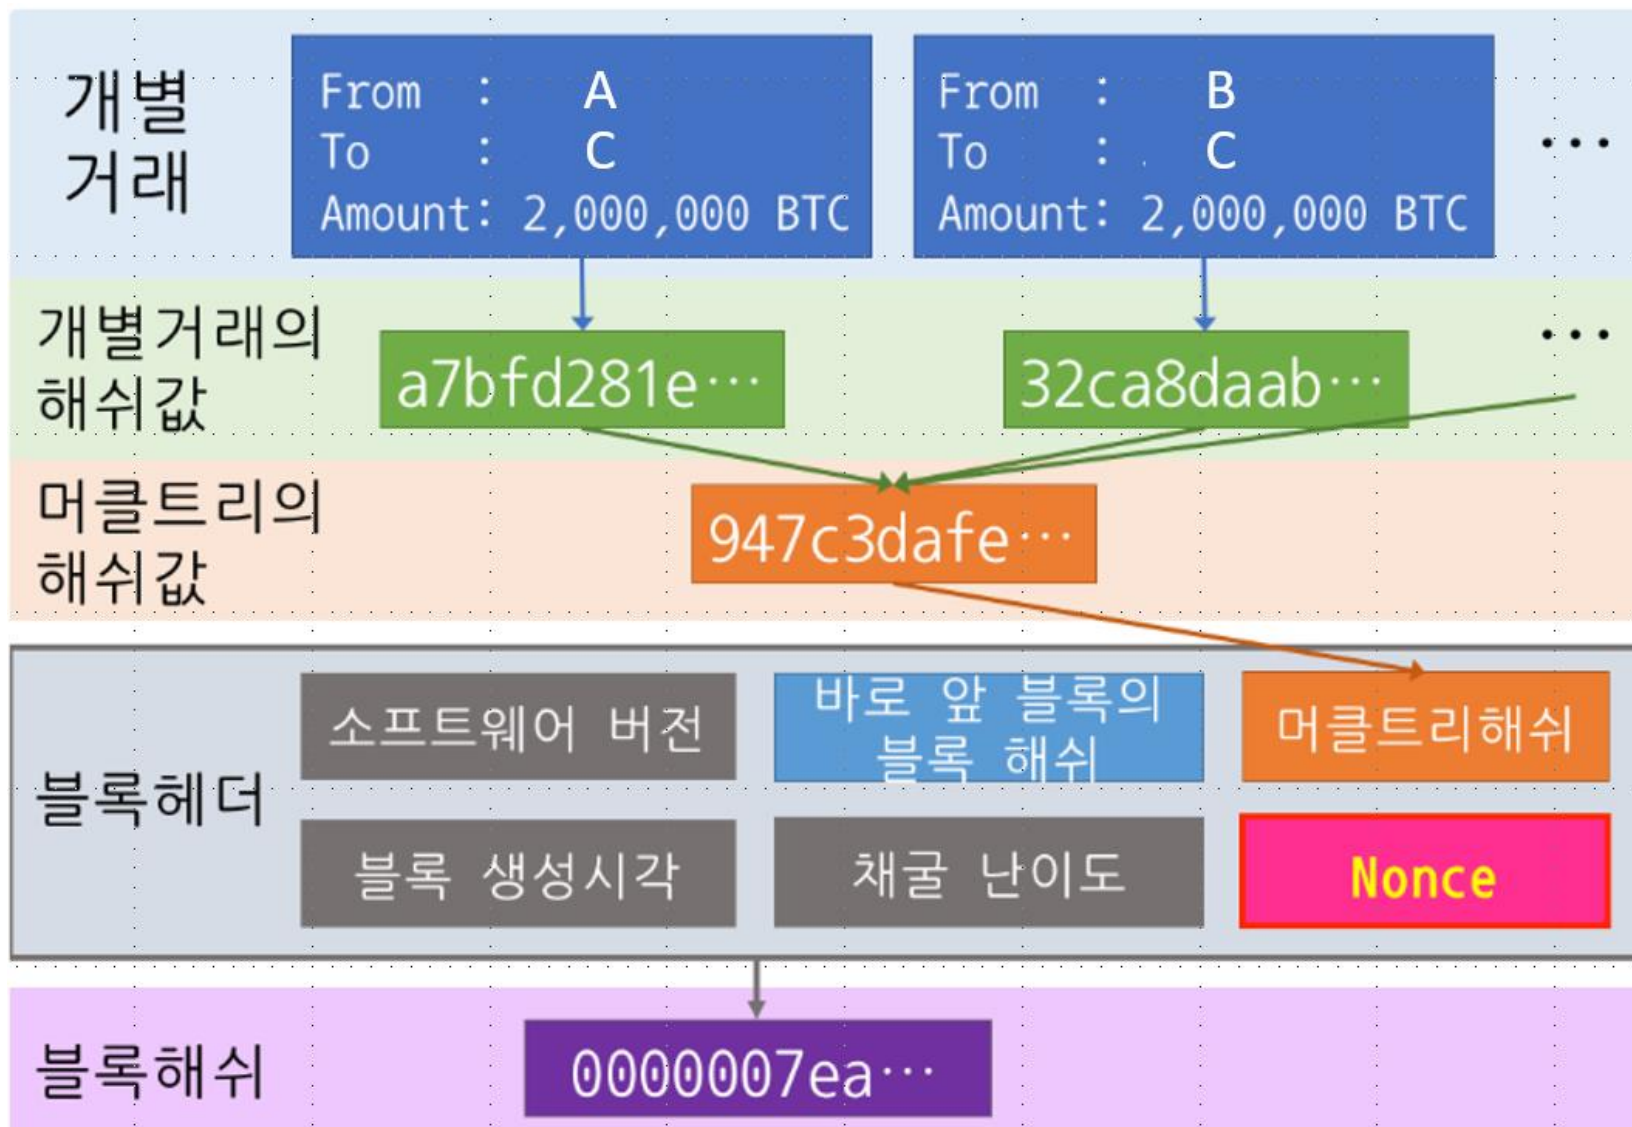 개별
거래
From : A
To : C
Amount: 2,000,000 BTC
From : B
To : C
Amount: 2,000,000 BTC
···
개별거래의
해쉬값
a7bfd281e···
32ca8daab···
···
머클트리의
해쉬값
947c3dafe···
블록헤더
소프트웨어 버전
바로 앞 블록의
블록 해쉬
머클트리해쉬
블록 생성시각
채굴 난이도
Nonce
블록해쉬
0000007ea···